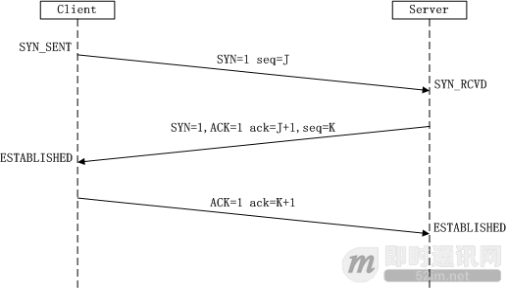 Client
Server
SYN_SENT
SYN=1 seq=J
SYN_RCVD
SYN=1,ACK=1 ack=J+1,seq=K
ESTABLISHED
ACK=1 ack=K+1
ESTABLISHED
即时通讯网
52im.net